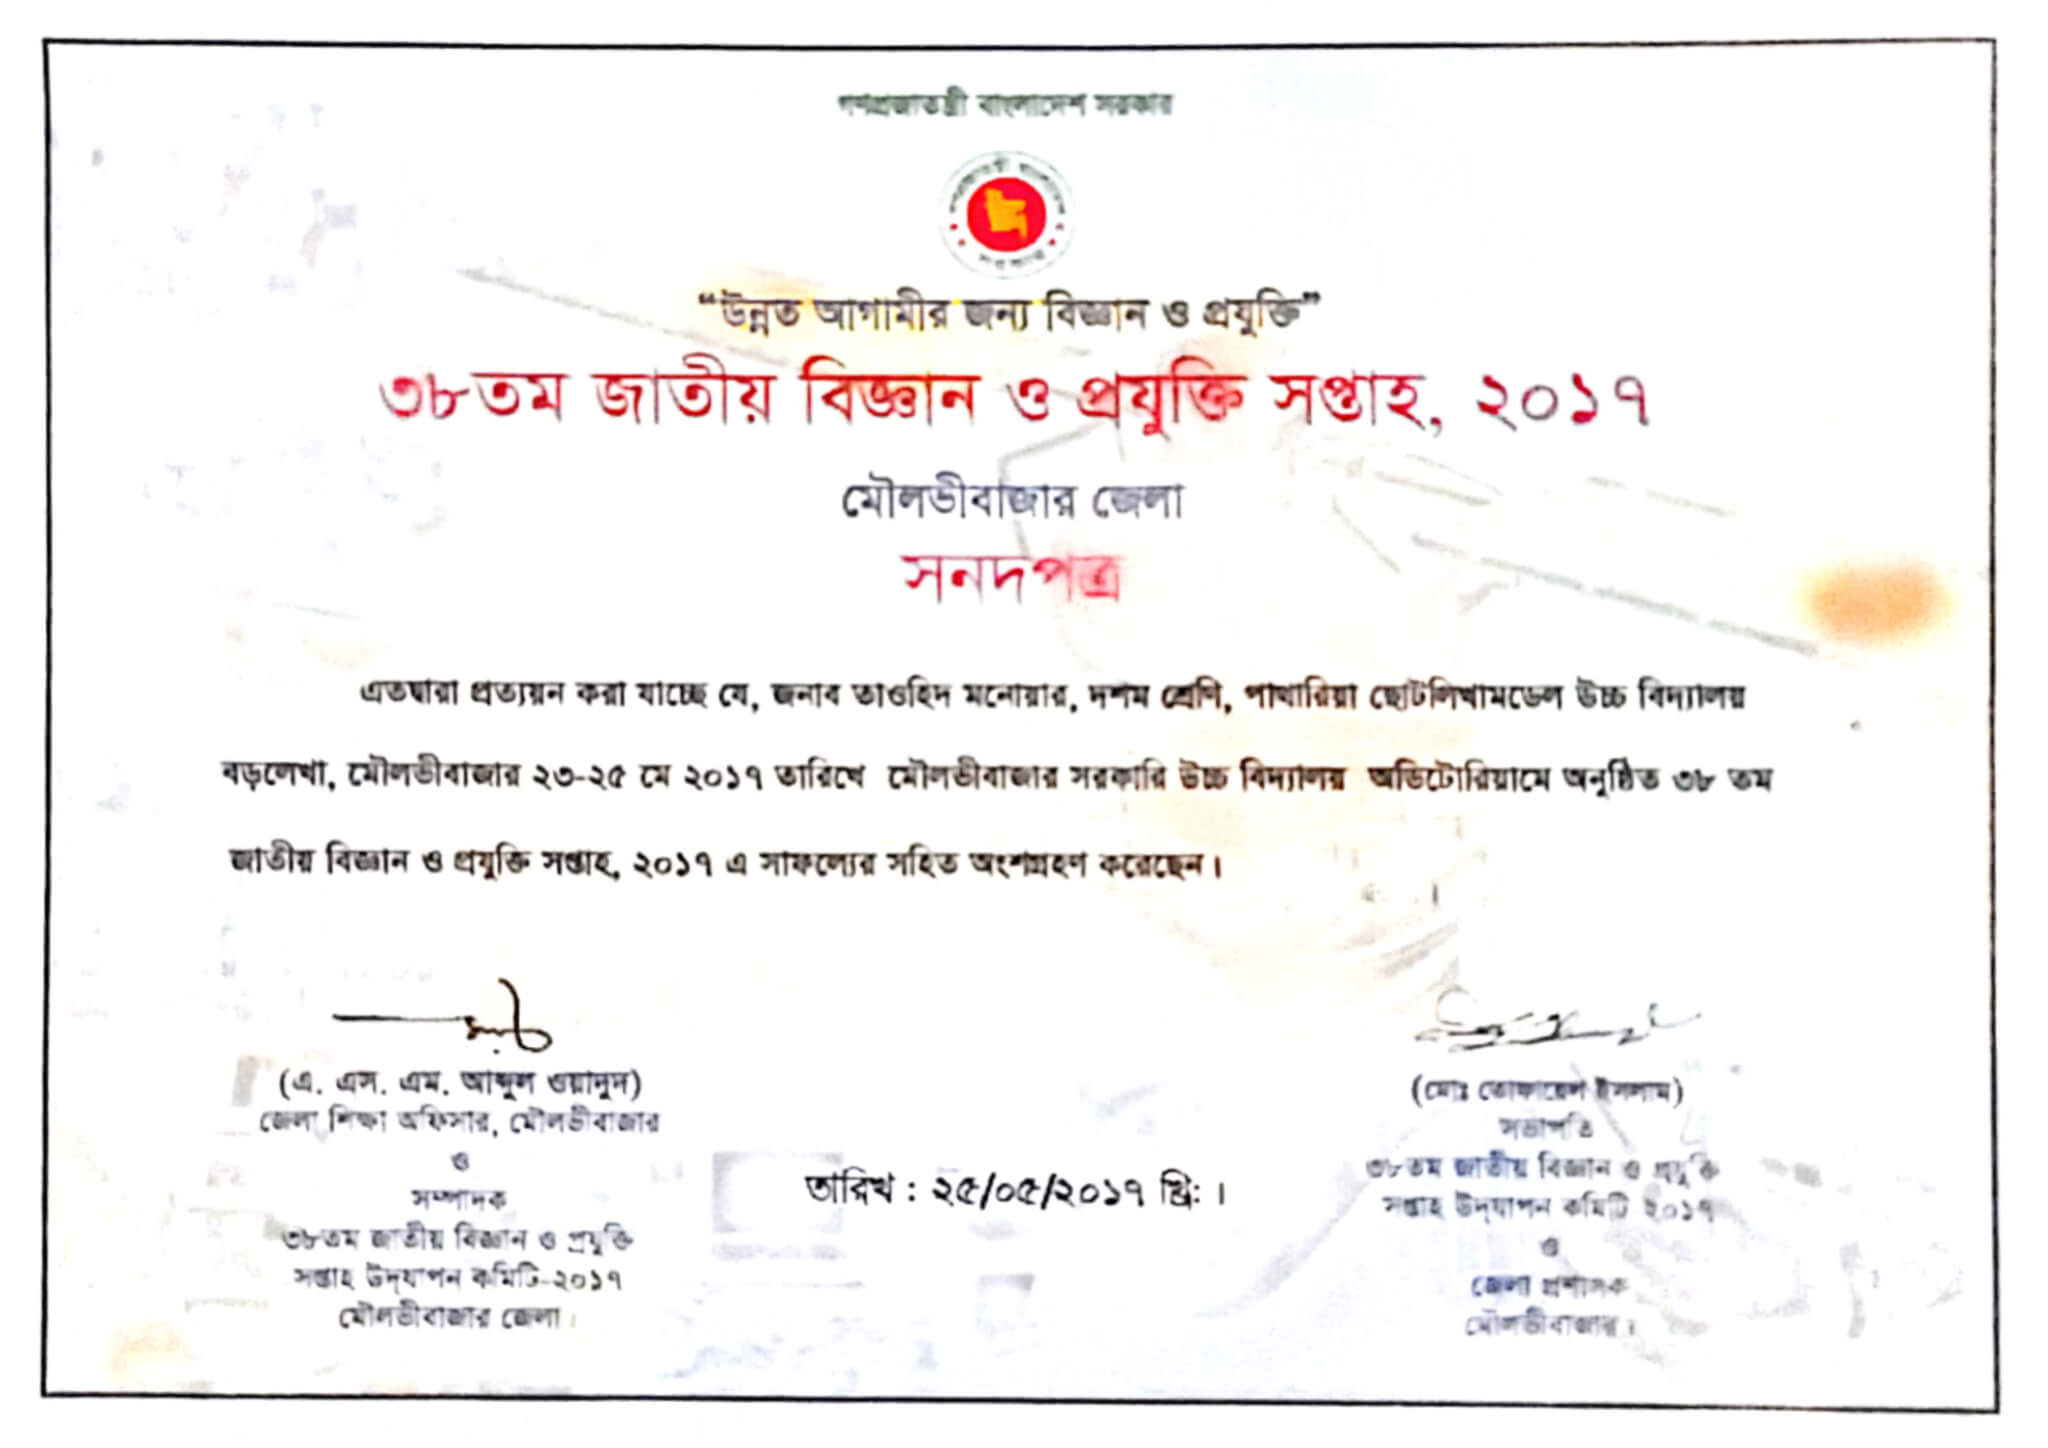 গণপ্রজাতন্ত্রী বাংলাদেশ সরকার
“উন্নত আগামীর জন্য বিজ্ঞান ও প্রযুক্তি”
৩৮তম জাতীয় বিজ্ঞান ও প্রযুক্তি সপ্তাহ, ২০১৭
মৌলভীবাজার জেলা
সনদপত্র
এতদ্বারা প্রত্যয়ন করা যাচ্ছে যে, জনাব তাওহিদ মনোয়ার, দশম শ্রেণি, পাথারিয়া ছোটলিখামডেল উচ্চ বিদ্যালয়
বড়লেখা, মৌলভীবাজার ২৩-২৫ মে ২০১৭ তারিখে মৌলভীবাজার সরকারি উচ্চ বিদ্যালয় অডিটোরিয়ামে অনুষ্ঠিত ৩৮ তম
জাতীয় বিজ্ঞান ও প্রযুক্তি সপ্তাহ, ২০১৭ এ সাফল্যের সহিত অংশগ্রহণ করেছেন।
(এ. এস. এম. আব্দুল ওয়াদুদ)
জেলা শিক্ষা অফিসার, মৌলভীবাজার
ও
সম্পাদক
৩৮তম জাতীয় বিজ্ঞান ও প্রযুক্তি
সপ্তাহ উদ্‌যাপন কমিটি-২০১৭
মৌলভীবাজার জেলা।
তারিখ : ২৫/০৫/২০১৭ খ্রি: ।
(মোঃ তোফায়েল ইসলাম)
সভাপতি
৩৮তম জাতীয় বিজ্ঞান ও প্রযুক্তি
সপ্তাহ উদ্‌যাপন কমিটি ২০১৭
ও
জেলা প্রশাসক
মৌলভীবাজার।